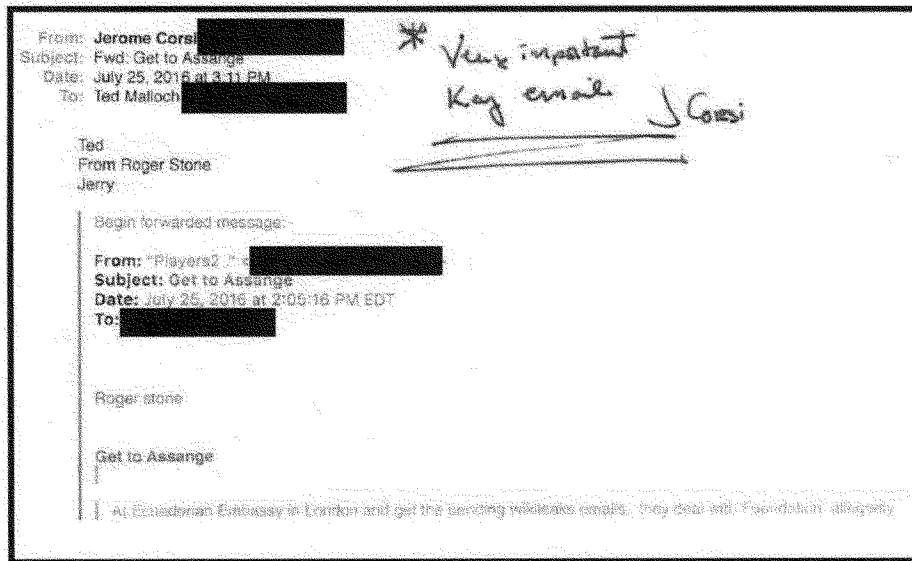 From: Jerome Corsi
Subject: Fwd: Get to Assange
Date: July 25, 2016 at 3:11 PM
To: Ted Malloch
* Very important
Key email
J Corsi
Ted
From Roger Stone
Jerry
Begin forwarded message:
From: "Players2 ." <
Subject: Get to Assange
Date: July 25, 2016 at 2:05:16 PM EDT
To:
Roger stone
Get to Assange
At Ecuadorian Embassy in London and get the pending wikileaks emails. they deal with Foundation allegedly